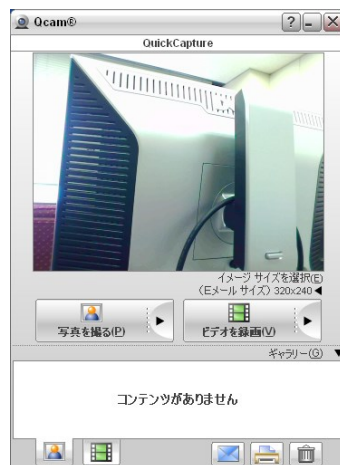 Qcam®
QuickCapture
イメージ サイズを選択(E)
(Eメール サイズ) 320x240
写真を撮る(P)
ビデオを録画(V)
ギャラリー(G)
コンテンツがありません